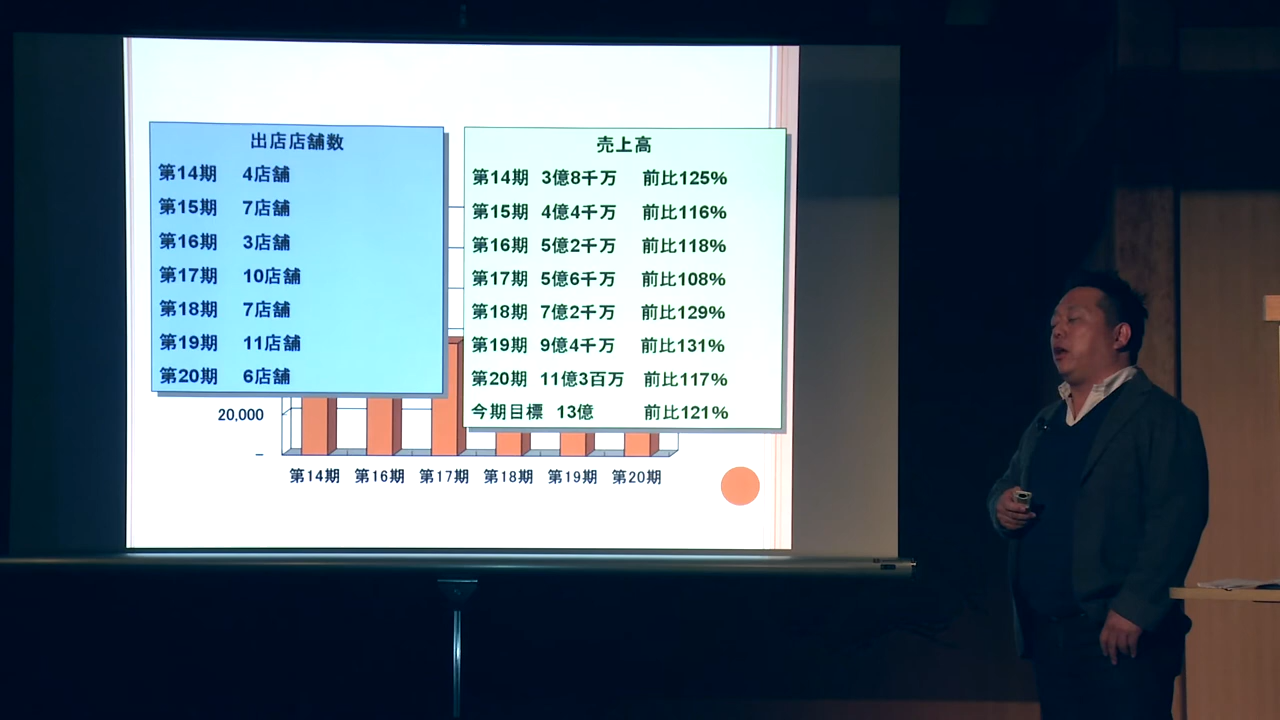 出店店舗数
第14期 4店舗
第15期 7店舗
第16期 3店舗
第17期 10店舗
第18期 7店舗
第19期 11店舗
第20期 6店舗
売上高
第14期 3億8千万 前比125%
第15期 4億4千万 前比116%
第16期 5億2千万 前比118%
第17期 5億6千万 前比108%
第18期 7億2千万 前比129%
第19期 9億4千万 前比131%
第20期 11億3百万 前比117%
今期目標 13億 前比121%
20,000
–
第14期 第16期 第17期 第18期 第19期 第20期